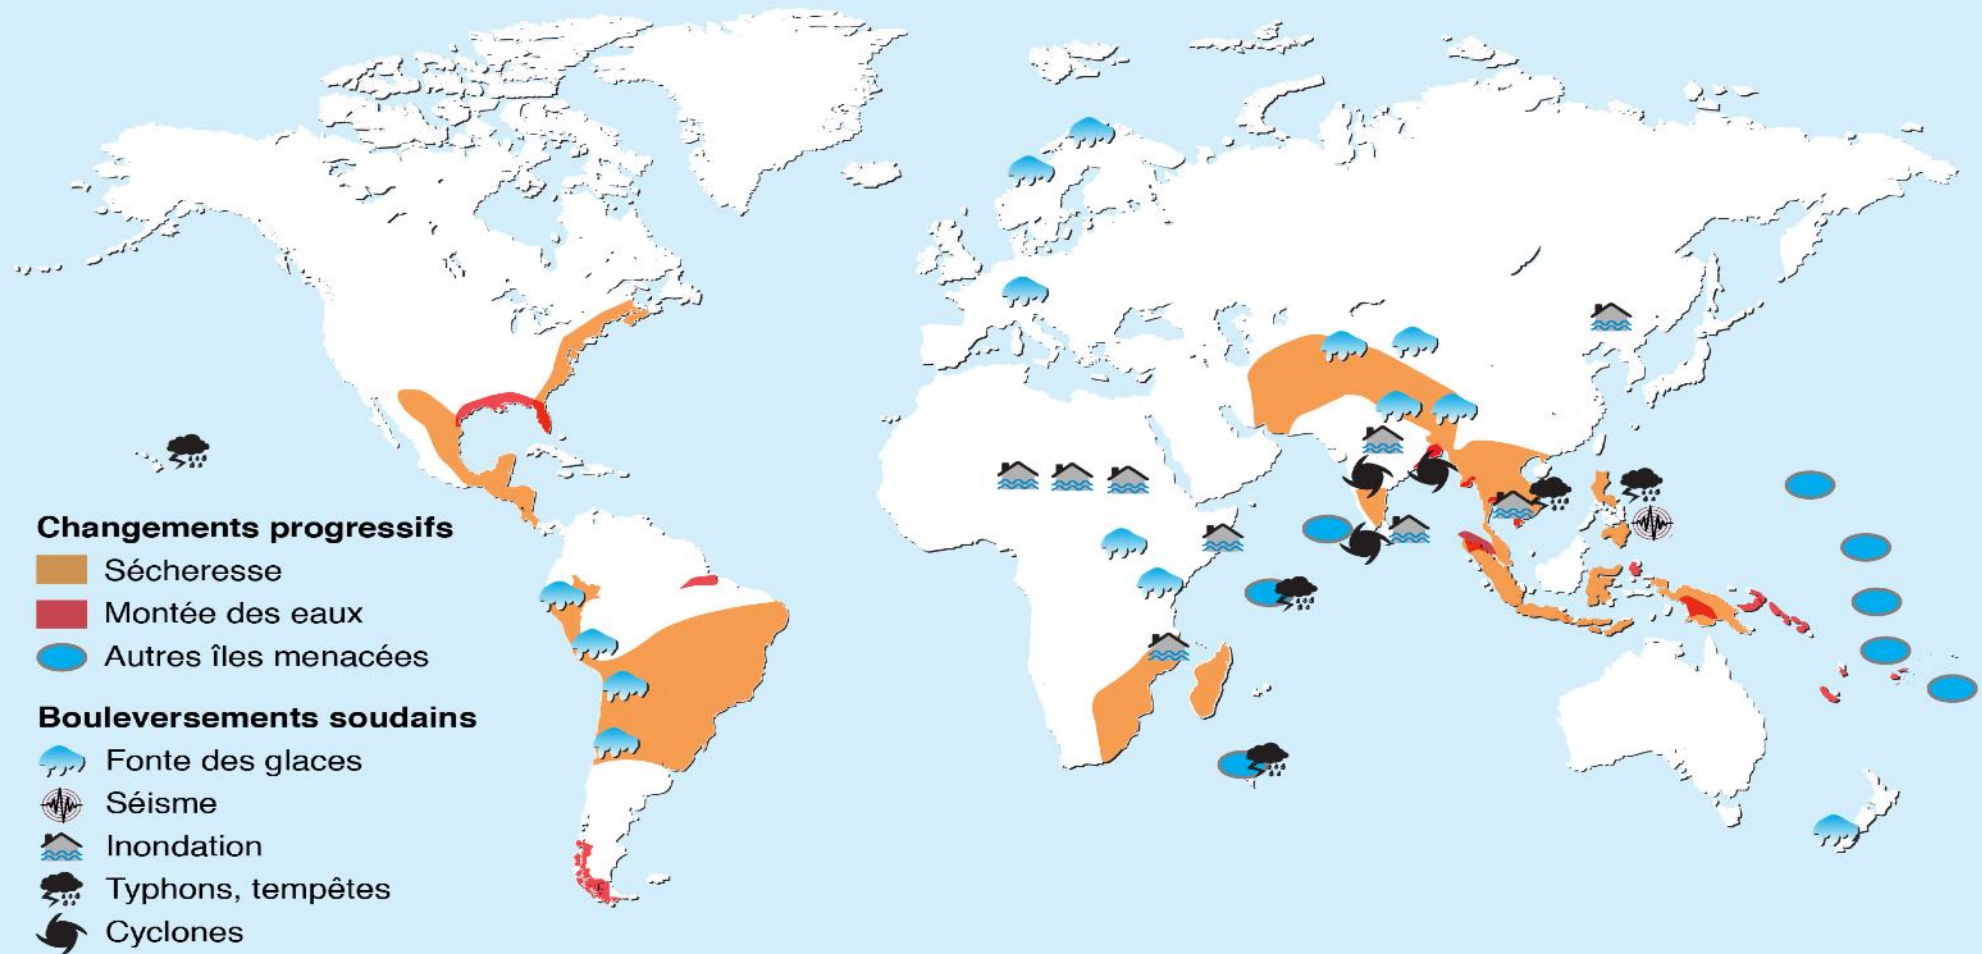 Changements progressifs
Sécheresse
Montée des eaux
Autres îles menacées
Bouleversements soudains
Fonte des glaces
Séisme
Inondation
Typhons, tempêtes
Cyclones